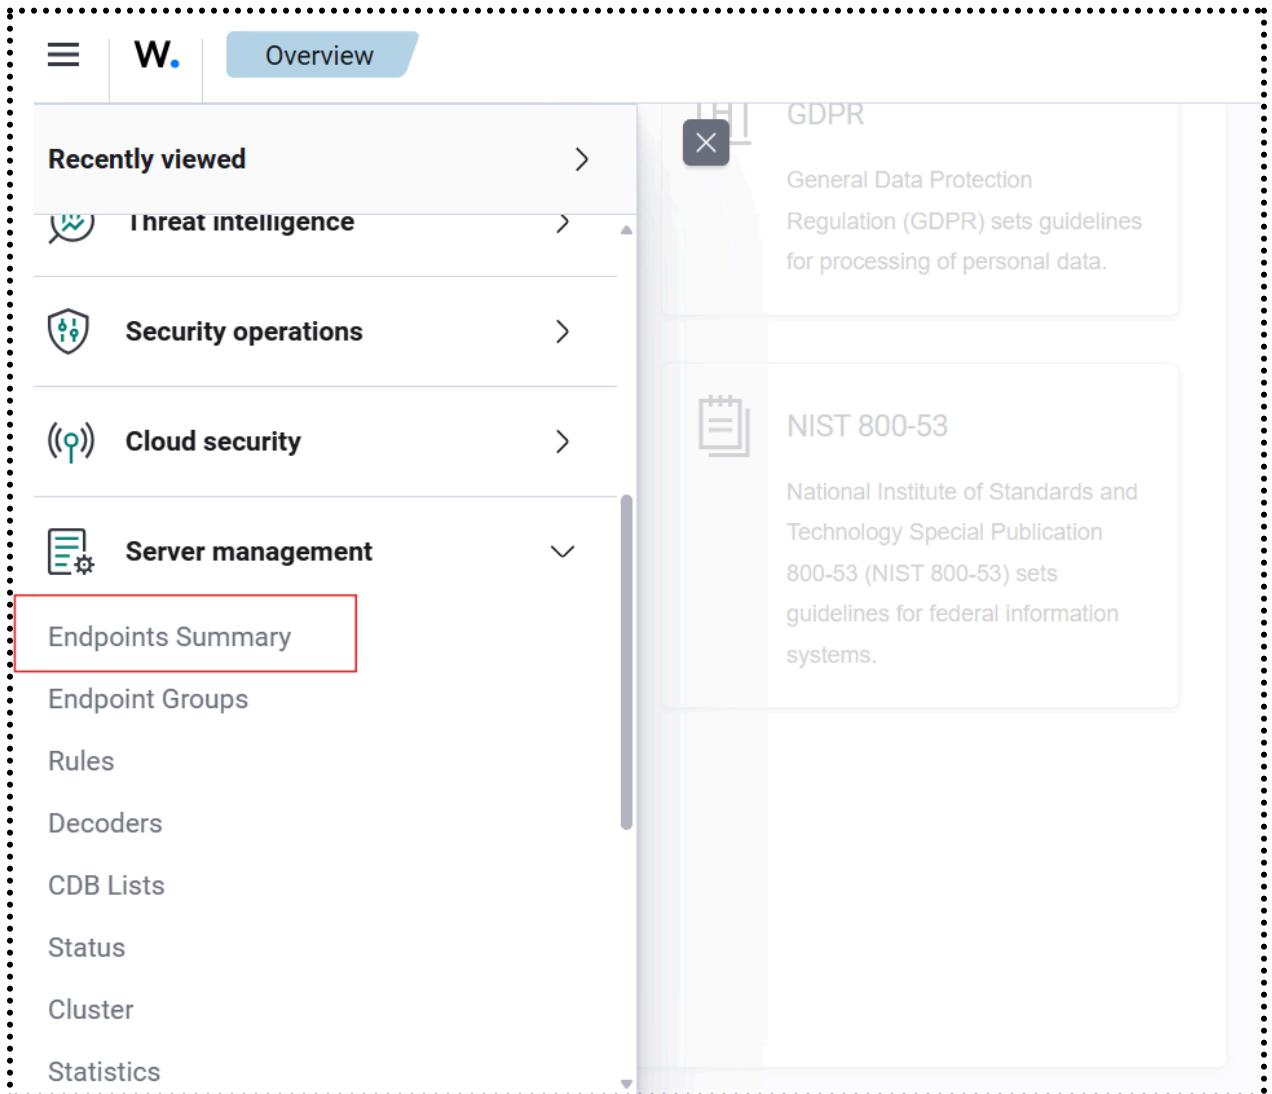 W.
Overview
Recently viewed
Threat intelligence
Security operations
Cloud security
Server management
Endpoints Summary
Endpoint Groups
Rules
Decoders
CDB Lists
Status
Cluster
Statistics
GDPR
General Data Protection
Regulation (GDPR) sets guidelines
for processing of personal data.
NIST 800-53
National Institute of Standards and
Technology Special Publication
800-53 (NIST 800-53) sets
guidelines for federal information
systems.